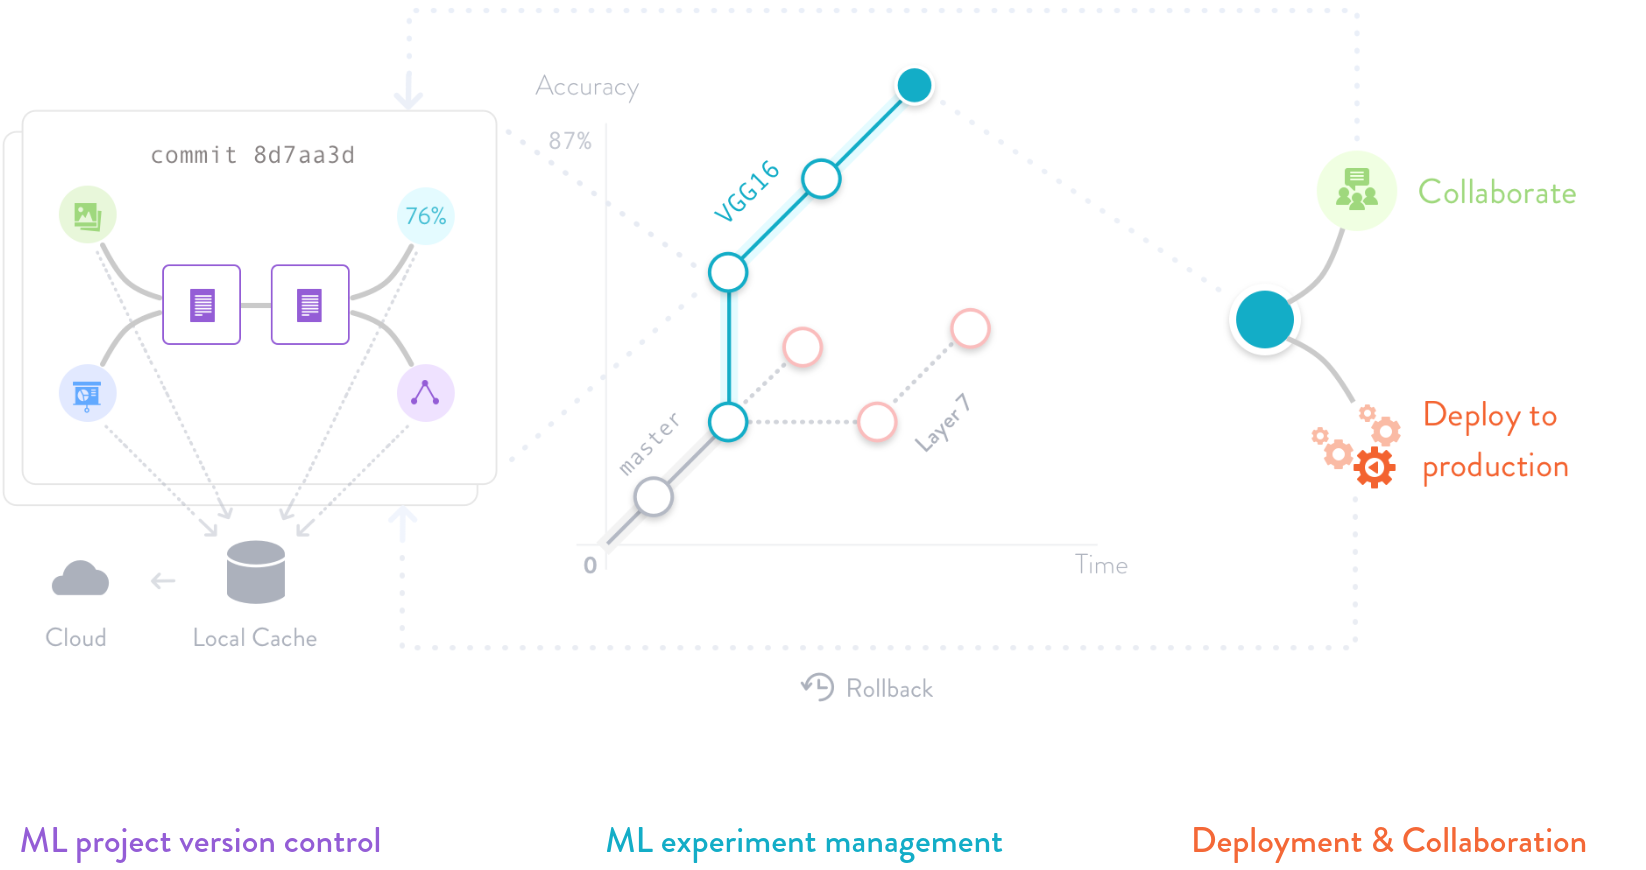 commit 8d7aa3d
76%
Cloud
Local Cache
Accuracy
87%
VGG16
master
Layer 7
0
Time
Rollback
Collaborate
Deploy to
production
ML project version control
ML experiment management
Deployment & Collaboration